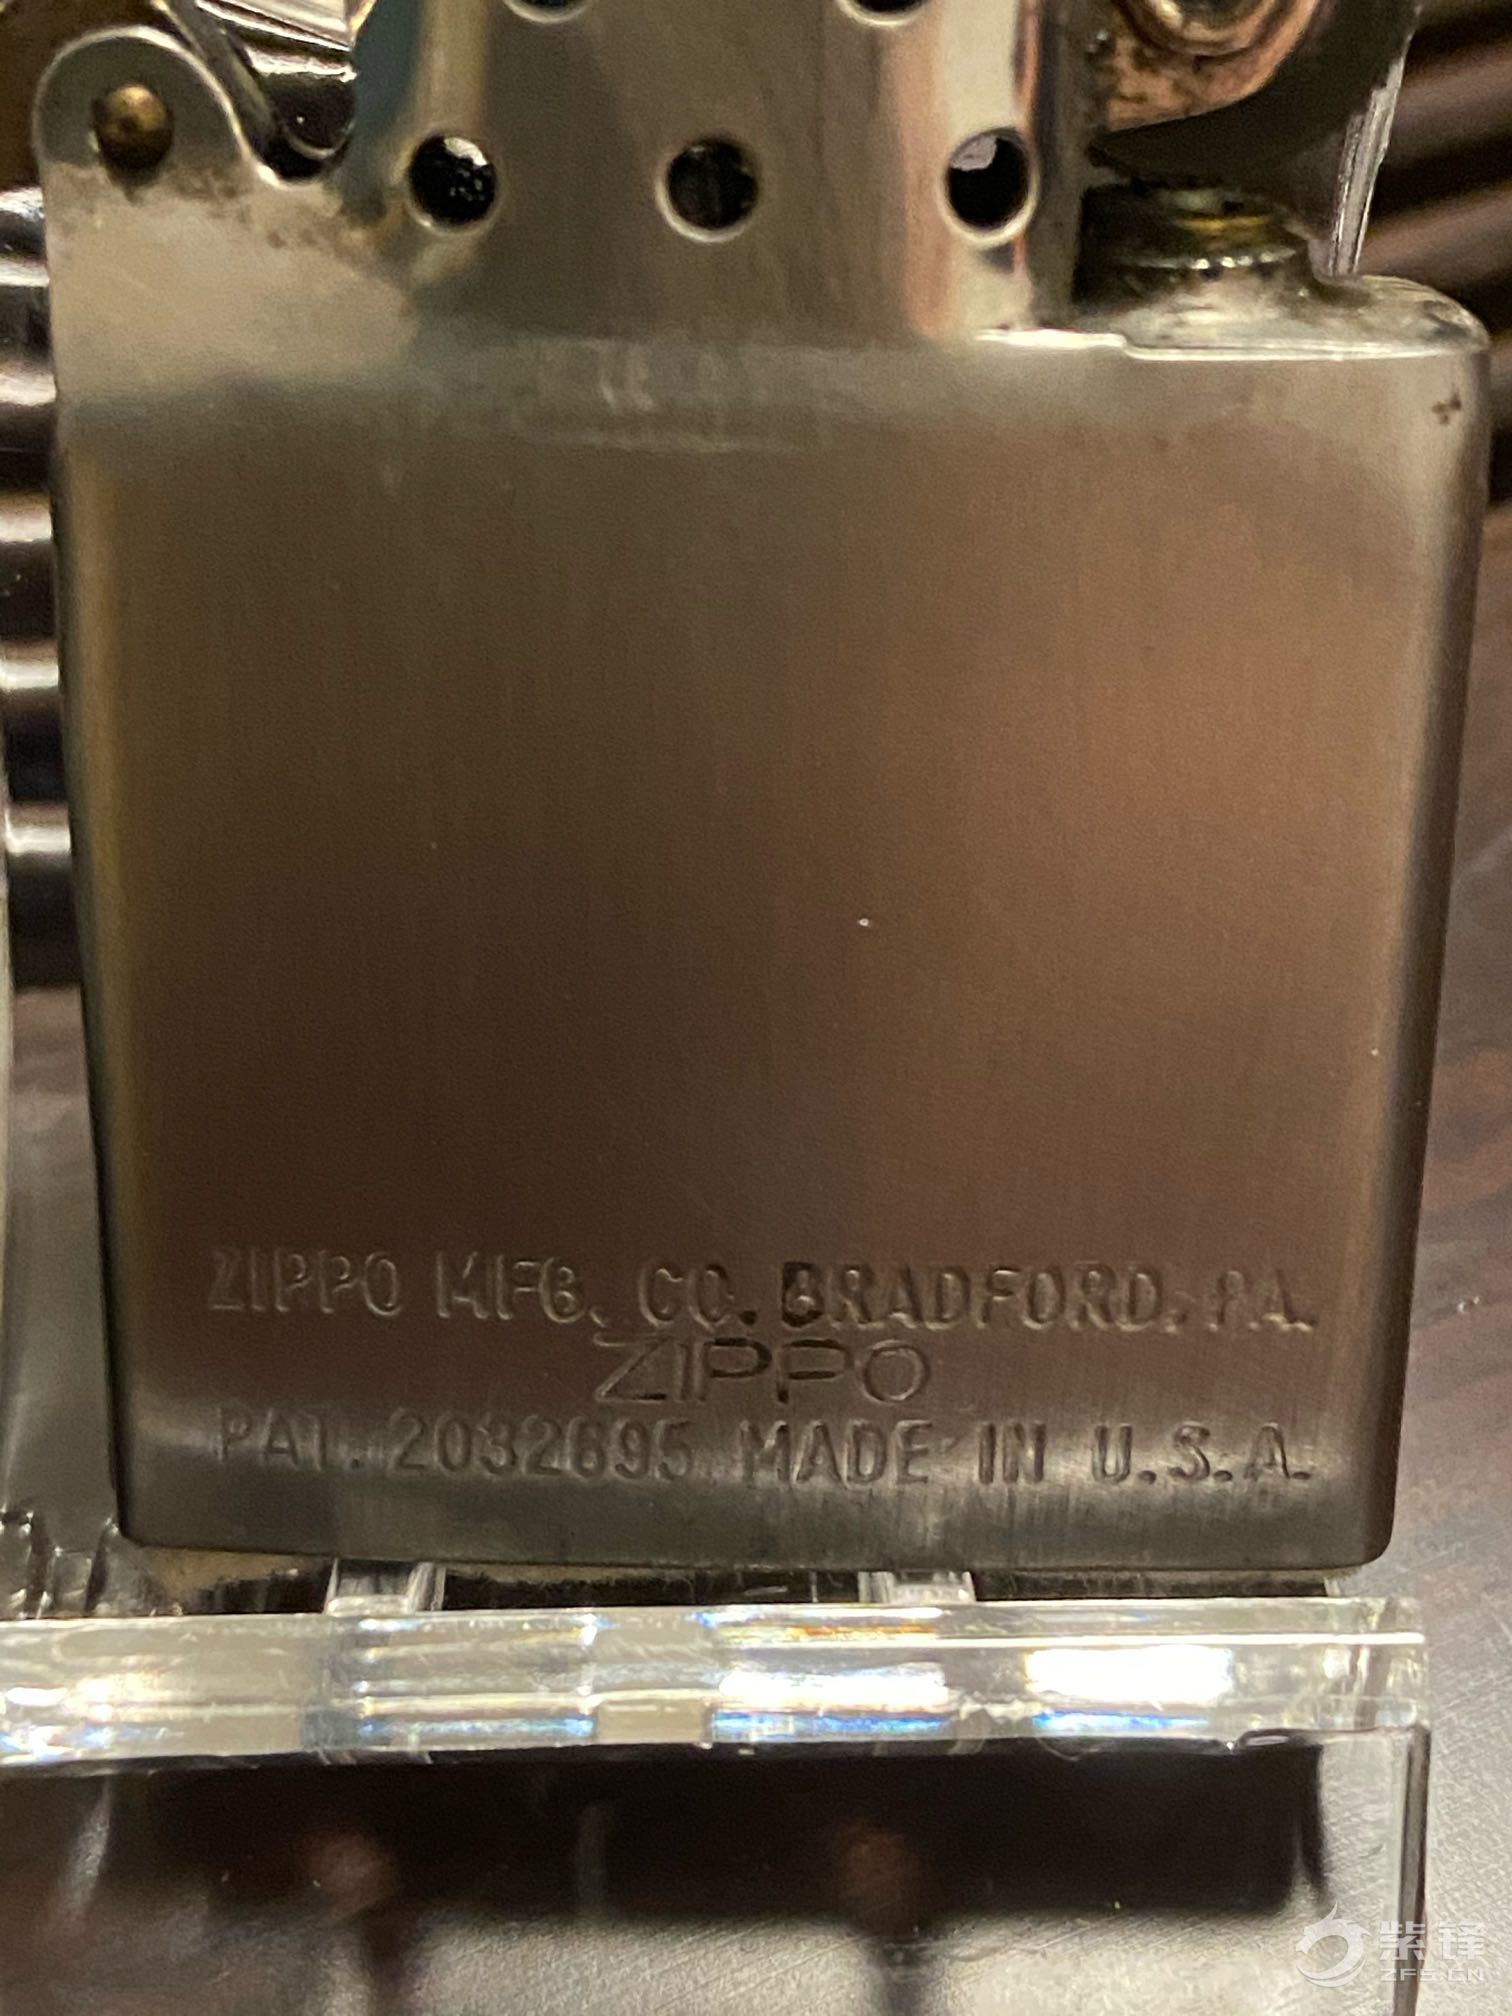 ZIPPO MFG. CO. BRADFORD, PA.
ZIPPO
PAT. 2032695 MADE IN U.S.A.
紫锋
ZFS.CN